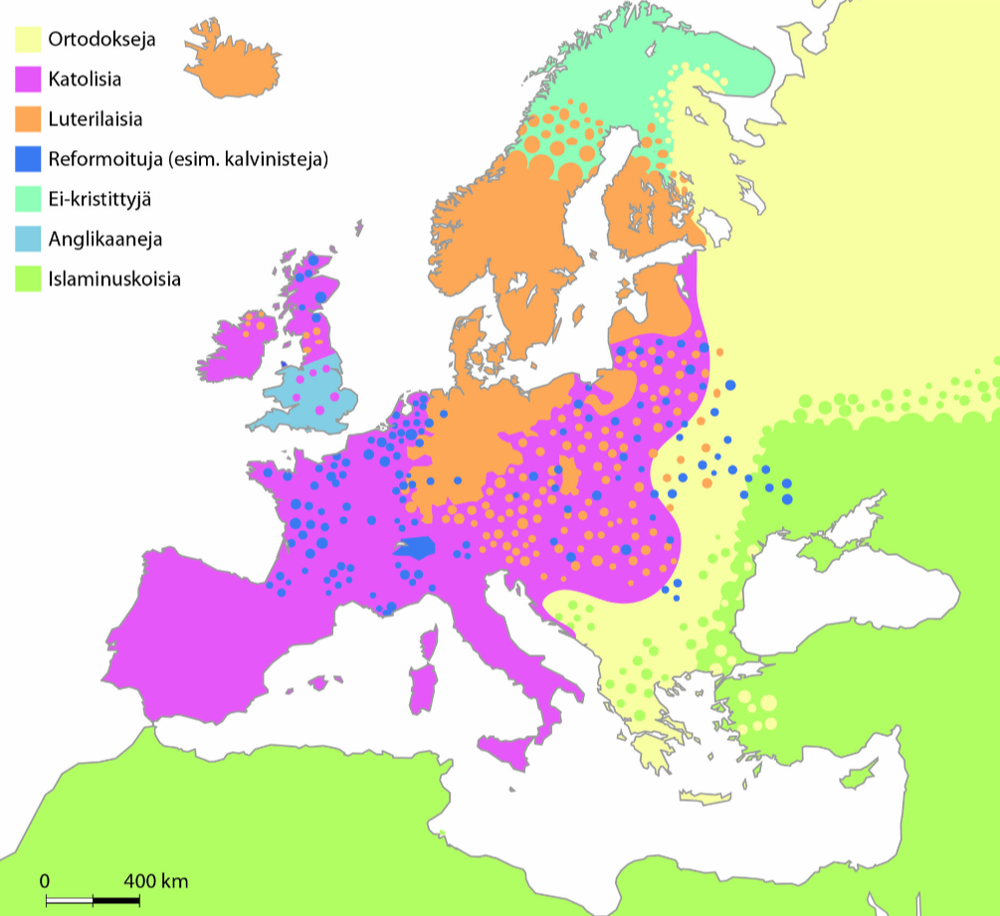 Ortodokseja
Katolisia
Luterilaisia
Reformoituja (esim. kalvinisteja)
Ei-kristittyjä
Anglikaaneja
Islaminuskoisia
0 400 km